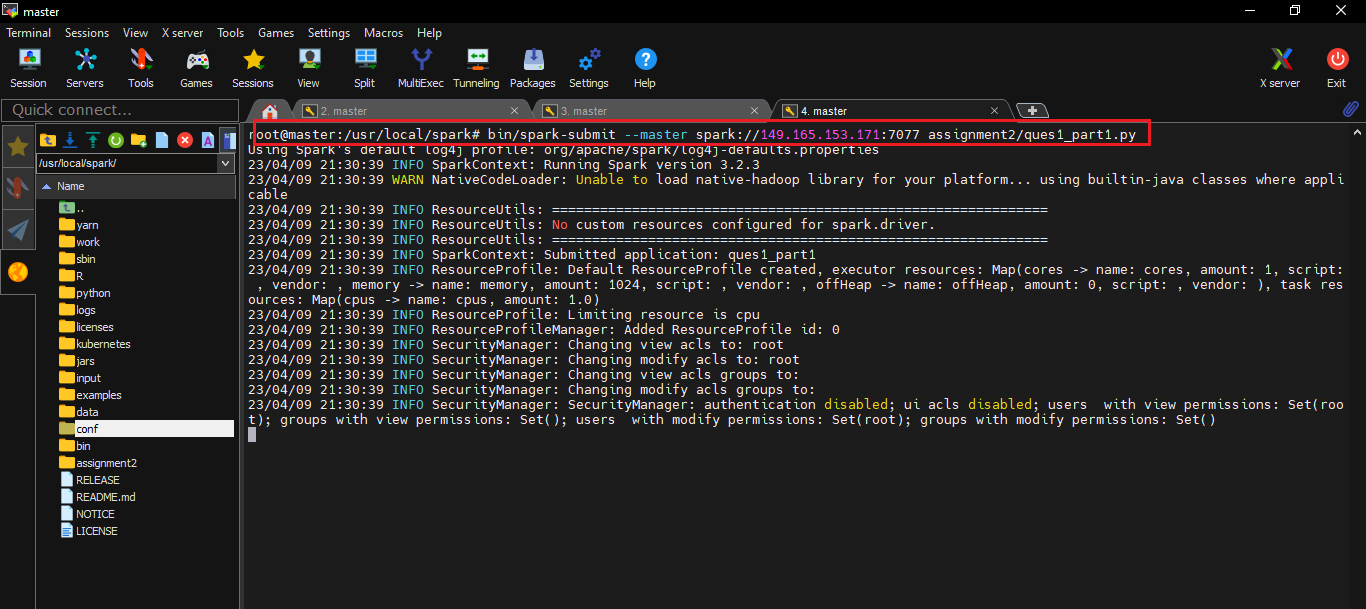 master
Terminal Sessions View X server Tools Games Settings Macros Help
Session Servers Tools Games Sessions View Split MultiExec Tunneling Packages Settings Help X server Exit
Quick connect...
2. master
3. master
4. master
/usr/local/spark/
Name
..
yarn
work
sbin
R
python
logs
licenses
kubernetes
jars
input
examples
data
conf
bin
assignment2
RELEASE
README.md
NOTICE
LICENSE
root@master:/usr/local/spark# bin/spark-submit --master spark://149.165.153.171:7077 assignment2/ques1_part1.py
Using Spark's default log4j profile: org/apache/spark/log4j-defaults.properties
23/04/09 21:30:39 INFO SparkContext: Running Spark version 3.2.3
23/04/09 21:30:39 WARN NativeCodeLoader: Unable to load native-hadoop library for your platform... using builtin-java classes where appli
cable
23/04/09 21:30:39 INFO ResourceUtils: ==============================================================
23/04/09 21:30:39 INFO ResourceUtils: No custom resources configured for spark.driver.
23/04/09 21:30:39 INFO ResourceUtils: ==============================================================
23/04/09 21:30:39 INFO SparkContext: Submitted application: ques1_part1
23/04/09 21:30:39 INFO ResourceProfile: Default ResourceProfile created, executor resources: Map(cores -> name: cores, amount: 1, script:
 , vendor: , memory -> name: memory, amount: 1024, script: , vendor: , offHeap -> name: offHeap, amount: 0, script: , vendor: ), task res
ources: Map(cpus -> name: cpus, amount: 1.0)
23/04/09 21:30:39 INFO ResourceProfile: Limiting resource is cpu
23/04/09 21:30:39 INFO ResourceProfileManager: Added ResourceProfile id: 0
23/04/09 21:30:39 INFO SecurityManager: Changing view acls to: root
23/04/09 21:30:39 INFO SecurityManager: Changing modify acls to: root
23/04/09 21:30:39 INFO SecurityManager: Changing view acls groups to:
23/04/09 21:30:39 INFO SecurityManager: Changing modify acls groups to:
23/04/09 21:30:39 INFO SecurityManager: SecurityManager: authentication disabled; ui acls disabled; users  with view permissions: Set(roo
t); groups with view permissions: Set(); users  with modify permissions: Set(root); groups with modify permissions: Set()